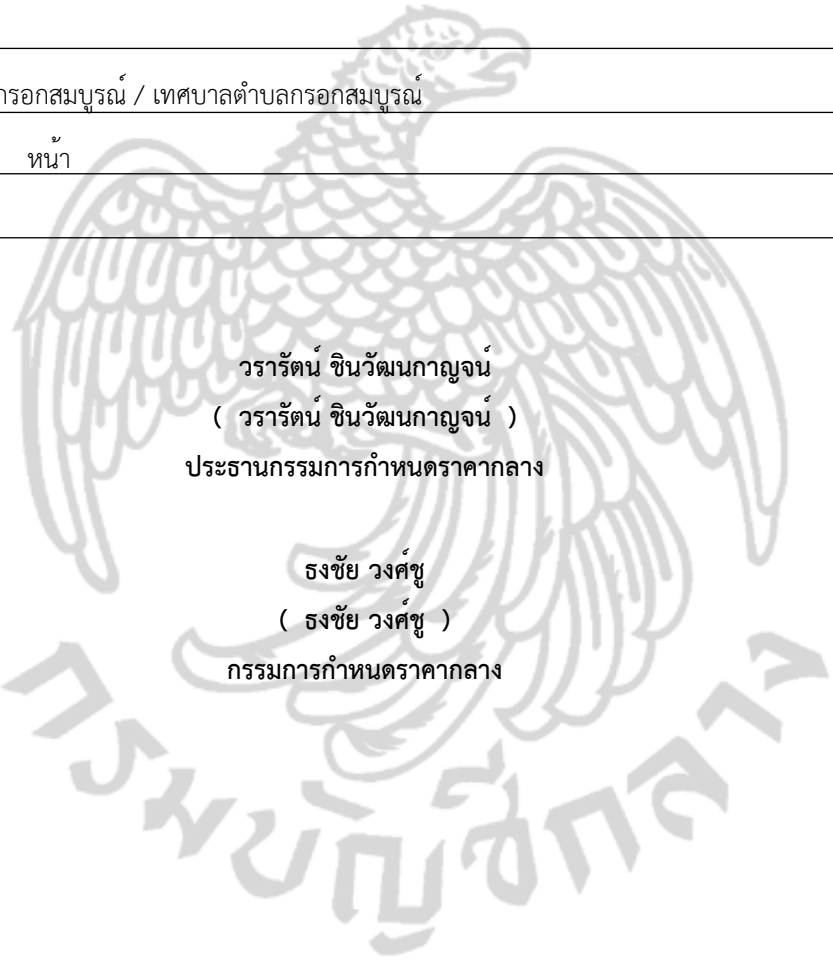 กรอกสมบูรณ์ / เทศบาลตำบลกรอกสมบูรณ์
หน้า
วรารัตน์ ชินวัฒนกาญจน์
( วรารัตน์ ชินวัฒนกาญจน์ )
ประธานกรรมการกำหนดราคากลาง
ธงชัย วงศ์ชู
( ธงชัย วงศ์ชู )
กรรมการกำหนดราคากลาง
กรมบัญชีกลาง